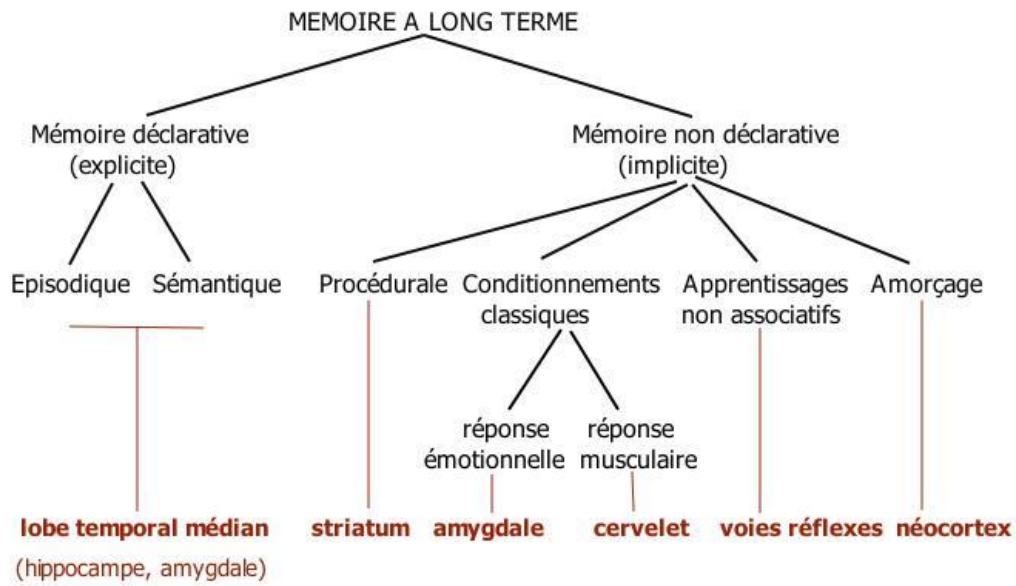 MEMOIRE A LONG TERME
Mémoire déclarative
(explicite)
Mémoire non déclarative
(implicite)
Episodique
Sémantique
Procédurale
Conditionnements
classiques
Apprentissages
non associatifs
Amorçage
réponse
émotionnelle
réponse
musculaire
lobe temporal médian
(hippocampe, amygdale)
striatum
amygdale
cervelet
voies réflexes
néocortex